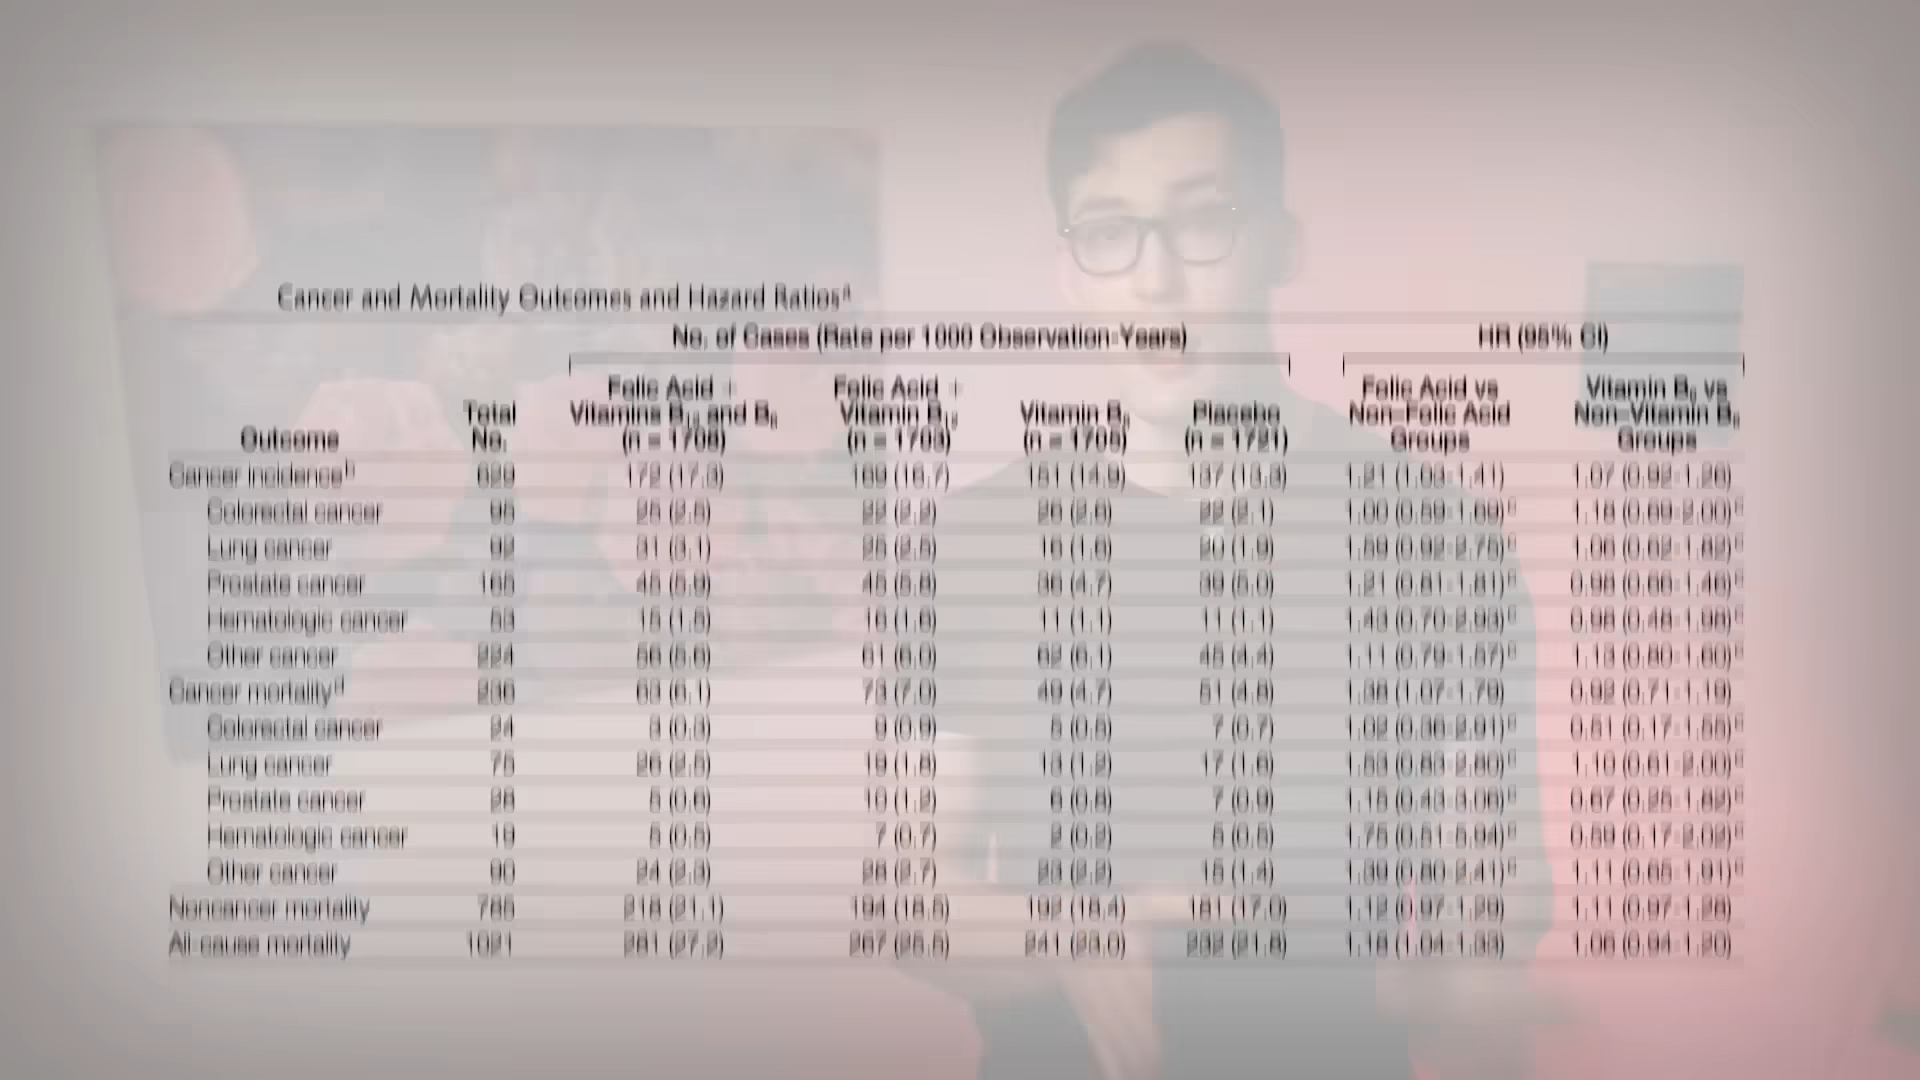 Cancer and Mortality Outcomes and Hazard Ratios
No. of Cases (Rate per 1000 Observation-Years) HR (95% CI)
Outcome Total No. Folic Acid + Vitamins B12 and B6 (n = 1708) Folic Acid + Vitamin B12 (n = 1703) Vitamin B6 (n = 1705) Placebo (n = 1721) Folic Acid vs Non-Folic Acid Groups Vitamin B6 vs Non-Vitamin B6 Groups
Cancer incidence 629 172 (17.3) 169 (16.7) 151 (14.9) 137 (13.3) 1.21 (1.03-1.41) 1.07 (0.92-1.26)
Colorectal cancer 95 25 (2.5) 22 (2.2) 26 (2.6) 22 (2.1) 1.00 (0.59-1.69) 1.18 (0.69-2.00)
Lung cancer 92 31 (3.1) 25 (2.5) 16 (1.6) 20 (1.9) 1.59 (0.92-2.75) 1.06 (0.62-1.82)
Prostate cancer 165 45 (5.9) 45 (5.8) 36 (4.7) 39 (5.0) 1.21 (0.81-1.81) 0.98 (0.66-1.46)
Hematologic cancer 53 15 (1.5) 16 (1.6) 11 (1.1) 11 (1.1) 1.43 (0.70-2.93) 0.98 (0.48-1.98)
Other cancer 224 56 (5.6) 61 (6.0) 62 (6.1) 45 (4.4) 1.11 (0.79-1.57) 1.13 (0.80-1.60)
Cancer mortality 236 63 (6.1) 73 (7.0) 49 (4.7) 51 (4.8) 1.38 (1.07-1.79) 0.92 (0.71-1.19)
Colorectal cancer 24 3 (0.3) 9 (0.9) 5 (0.5) 7 (0.7) 1.02 (0.36-2.91) 0.51 (0.17-1.55)
Lung cancer 75 26 (2.5) 19 (1.8) 13 (1.2) 17 (1.6) 1.53 (0.83-2.80) 1.10 (0.61-2.00)
Prostate cancer 28 5 (0.6) 10 (1.2) 6 (0.8) 7 (0.9) 1.15 (0.43-3.06) 0.67 (0.25-1.82)
Hematologic cancer 19 5 (0.5) 7 (0.7) 2 (0.2) 5 (0.5) 1.75 (0.51-5.94) 0.59 (0.17-2.02)
Other cancer 90 24 (2.3) 28 (2.7) 23 (2.2) 15 (1.4) 1.39 (0.80-2.41) 1.11 (0.65-1.91)
Noncancer mortality 785 218 (21.1) 194 (18.5) 192 (18.4) 181 (17.0) 1.12 (0.97-1.29) 1.11 (0.97-1.28)
All-cause mortality 1021 281 (27.2) 267 (25.5) 241 (23.0) 232 (21.8) 1.18 (1.04-1.33) 1.06 (0.94-1.20)